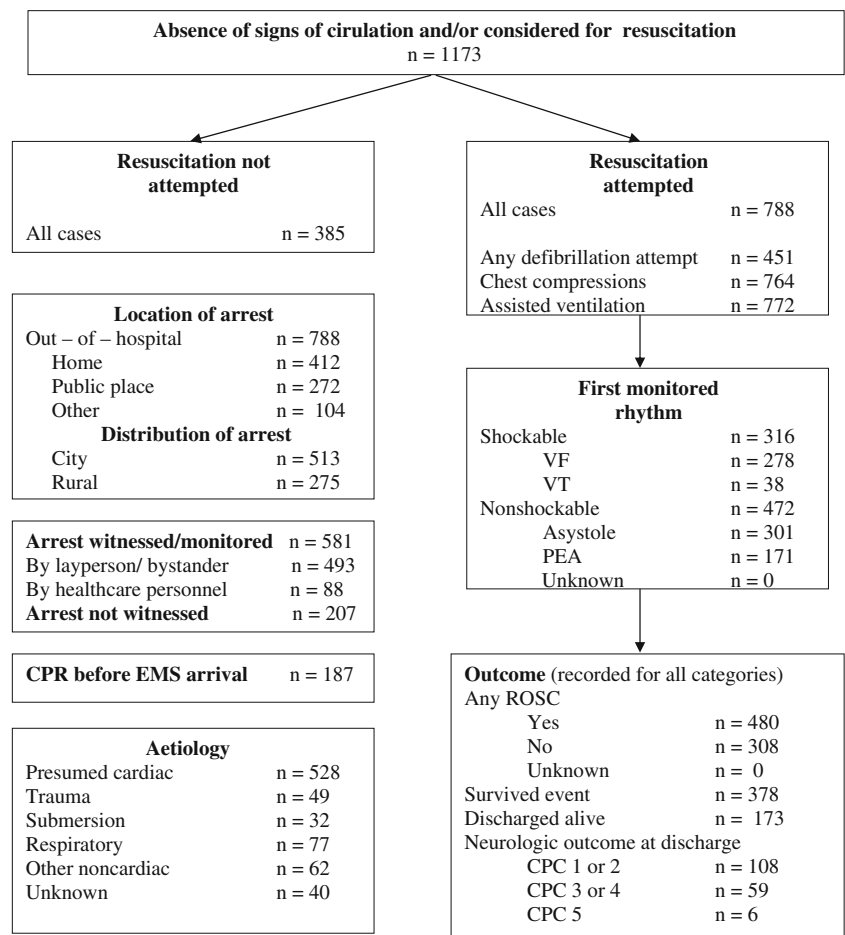 Absence of signs of cirulation and/or considered for resuscitation
n = 1173
Resuscitation not
attempted
All cases n = 385
Location of arrest
Out – of – hospital n = 788
Home n = 412
Public place n = 272
Other n = 104
Distribution of arrest
City n = 513
Rural n = 275
Arrest witnessed/monitored n = 581
By layperson/ bystander n = 493
By healthcare personnel n = 88
Arrest not witnessed n = 207
CPR before EMS arrival n = 187
Aetiology
Presumed cardiac n = 528
Trauma n = 49
Submersion n = 32
Respiratory n = 77
Other noncardiac n = 62
Unknown n = 40
Resuscitation
attempted
All cases n = 788
Any defibrillation attempt n = 451
Chest compressions n = 764
Assisted ventilation n = 772
First monitored
rhythm
Shockable n = 316
VF n = 278
VT n = 38
Nonshockable n = 472
Asystole n = 301
PEA n = 171
Unknown n = 0
Outcome (recorded for all categories)
Any ROSC
Yes n = 480
No n = 308
Unknown n = 0
Survived event n = 378
Discharged alive n = 173
Neurologic outcome at discharge
CPC 1 or 2 n = 108
CPC 3 or 4 n = 59
CPC 5 n = 6